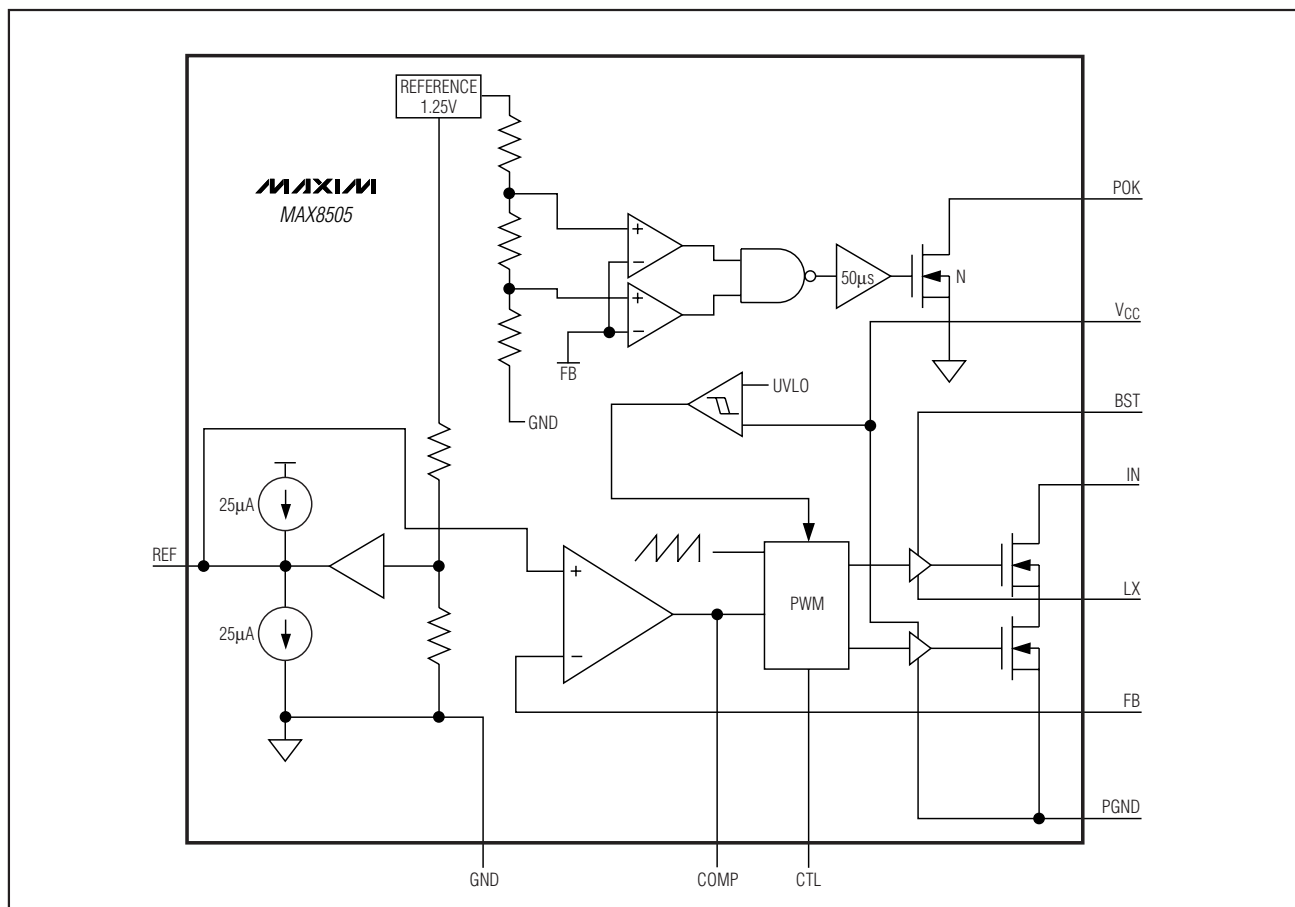 REFERENCE
1.25V
MAXIM
MAX8505
POK
+
−
50µs
N
+
−
VCC
FB
UVLO
GND
BST
25µA
IN
REF
+
PWM
LX
25µA
−
FB
PGND
GND
COMP
CTL